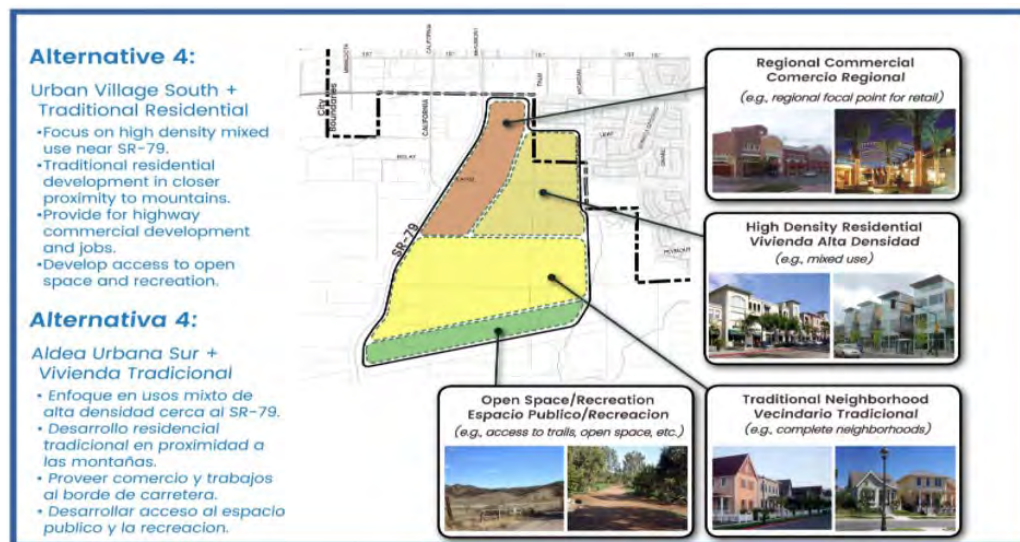 Alternative 4:
Urban Village South +
Traditional Residential
•Focus on high density mixed
use near SR-79.
•Traditional residential
development in closer
proximity to mountains.
•Provide for highway
commercial development
and jobs.
•Develop access to open
space and recreation.
Alternativa 4:
Aldea Urbana Sur +
Vivienda Tradicional
• Enfoque en usos mixto de
alta densidad cerca al SR-79.
• Desarrollo residencial
tradicional en proximidad a
las montañas.
• Proveer comercio y trabajos
al borde de carretera.
• Desarrollar acceso al espacio
publico y la recreacion.
City
Boundaries
CALIFORNIA
CALIFORNIA
PALM
SR-79
Regional Commercial
Comercio Regional
(e.g., regional focal point for retail)
High Density Residential
Vivienda Alta Densidad
(e.g., mixed use)
Open Space/Recreation
Espacio Publico/Recreacion
(e.g., access to trails, open space, etc.)
Traditional Neighborhood
Vecindario Tradicional
(e.g., complete neighborhoods)